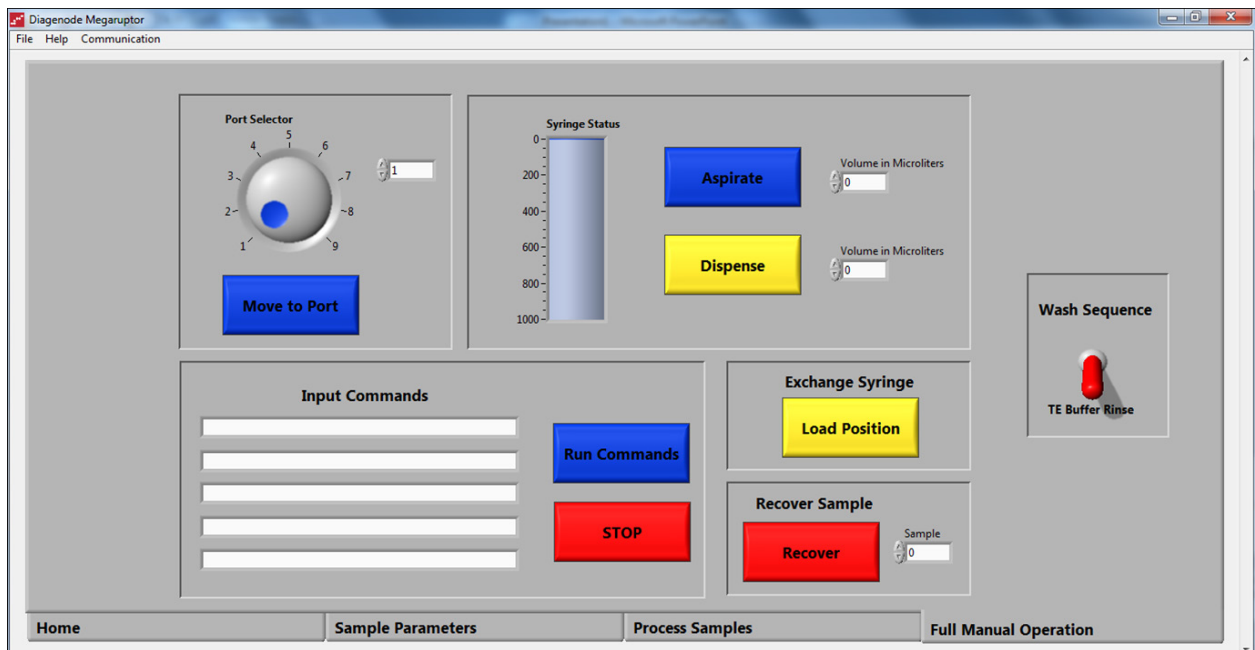 Diagenode Megaruptor
File Help Communication
Port Selector
1
2
3
4
5
6
7
8
9
1
Move to Port
Syringe Status
0
200
400
600
800
1000
Aspirate
Volume in Microliters
0
Dispense
Volume in Microliters
0
Wash Sequence
TE Buffer Rinse
Input Commands
Run Commands
STOP
Exchange Syringe
Load Position
Recover Sample
Recover
Sample
0
Home
Sample Parameters
Process Samples
Full Manual Operation